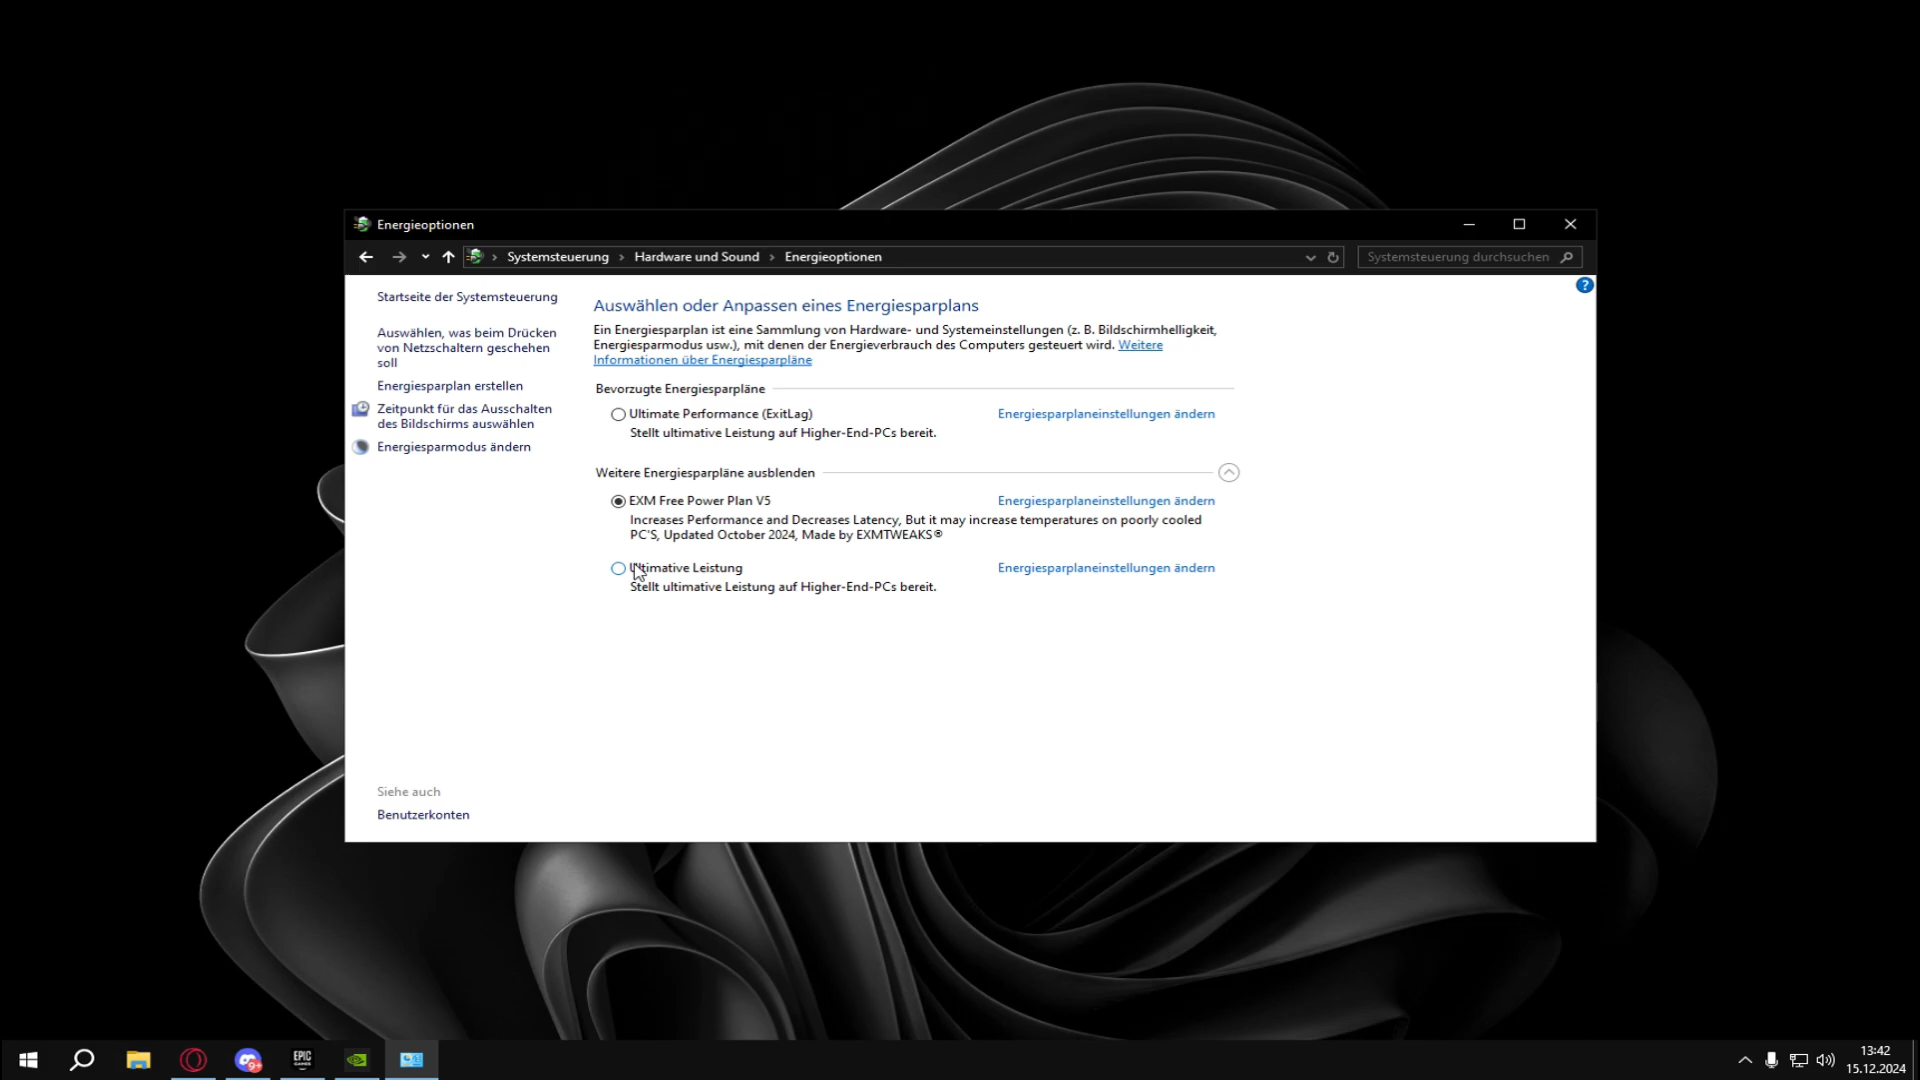 Energieoptionen
Systemsteuerung
Hardware und Sound
Energieoptionen
Systemsteuerung durchsuchen
?
Startseite der Systemsteuerung
Auswählen, was beim Drücken
von Netzschaltern geschehen
soll
Energiesparplan erstellen
Zeitpunkt für das Ausschalten
des Bildschirms auswählen
Energiesparmodus ändern
Siehe auch
Benutzerkonten
Auswählen oder Anpassen eines Energiesparplans
Ein Energiesparplan ist eine Sammlung von Hardware- und Systemeinstellungen (z. B. Bildschirmhelligkeit,
Energiesparmodus usw.), mit denen der Energieverbrauch des Computers gesteuert wird. Weitere
Informationen über Energiesparpläne
Bevorzugte Energiesparpläne
Ultimate Performance (ExitLag)
Energiesparplaneinstellungen ändern
Stellt ultimative Leistung auf Higher-End-PCs bereit.
Weitere Energiesparpläne ausblenden
EXM Free Power Plan V5
Energiesparplaneinstellungen ändern
Increases Performance and Decreases Latency, But it may increase temperatures on poorly cooled
PC'S, Updated October 2024, Made by EXMTWEAKS®
Ultimative Leistung
Energiesparplaneinstellungen ändern
Stellt ultimative Leistung auf Higher-End-PCs bereit.
9+
EPIC
GAMES
13:42
15.12.2024